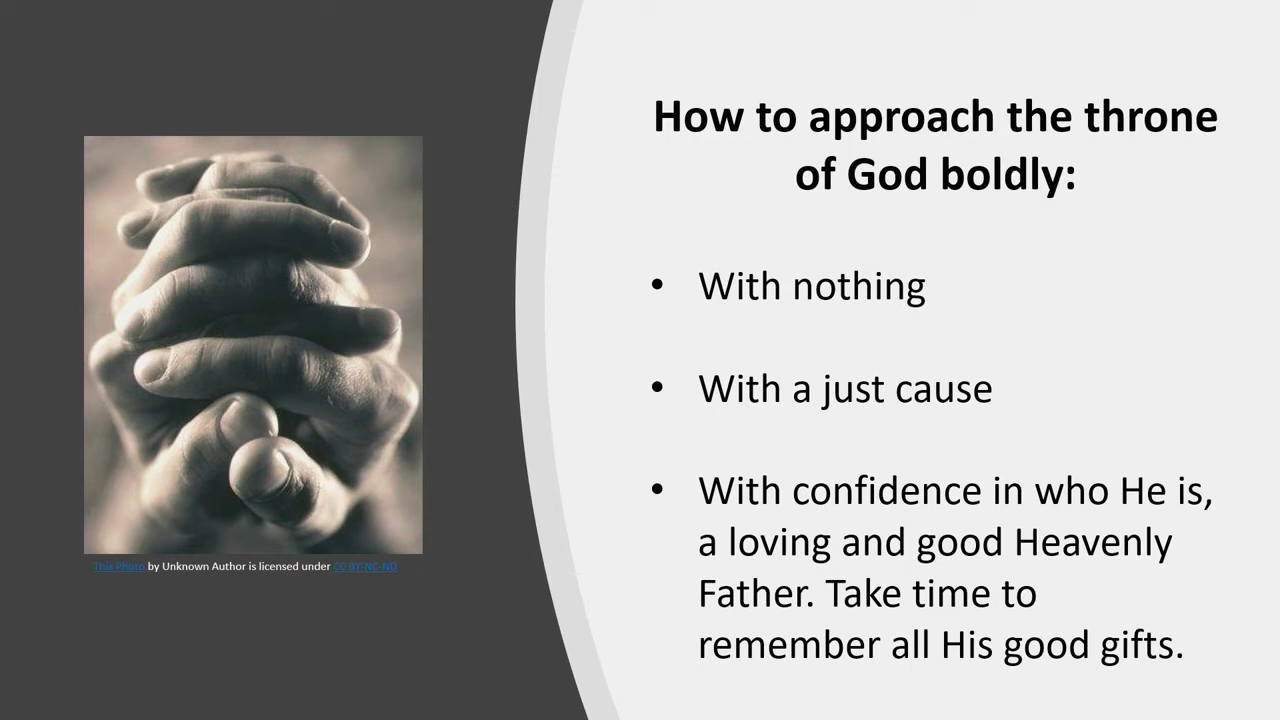 How to approach the throne
of God boldly:
• With nothing
• With a just cause
• With confidence in who He is,
a loving and good Heavenly
Father. Take time to
remember all His good gifts.
This Photo by Unknown Author is licensed under CC BY-NC-ND